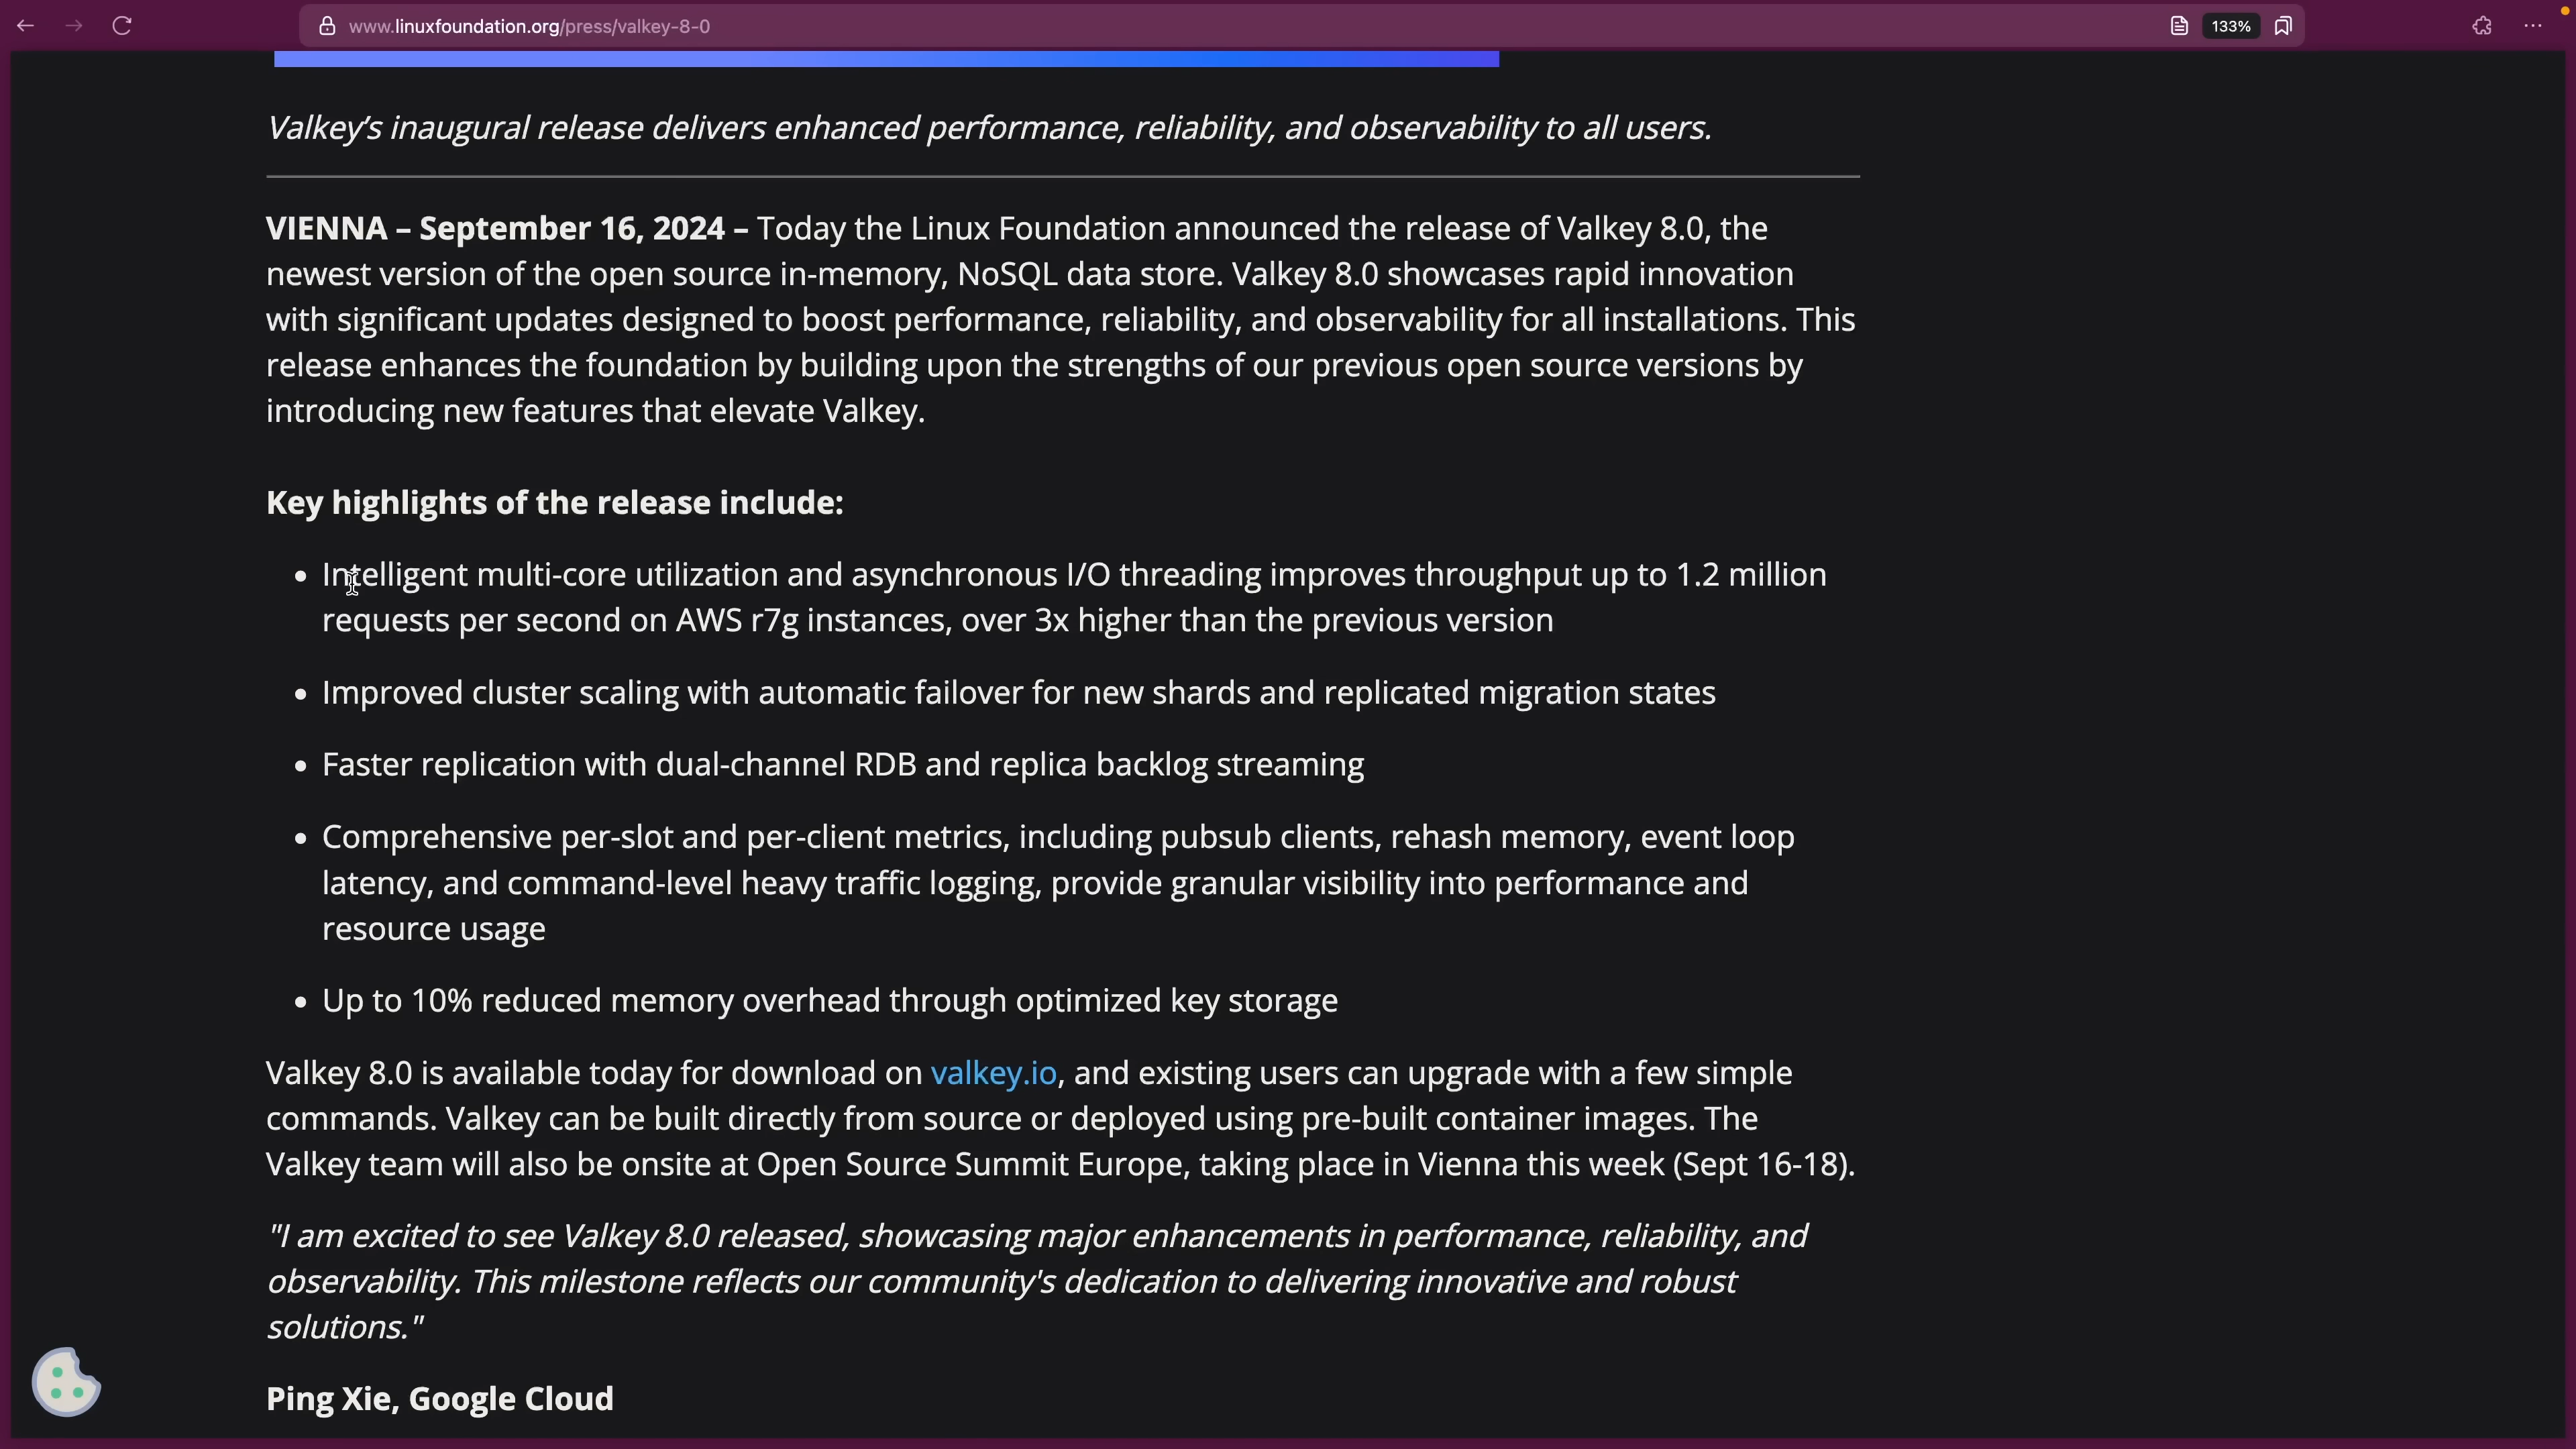 www.linuxfoundation.org/press/valkey-8-0
133%
Valkey’s inaugural release delivers enhanced performance, reliability, and observability to all users.
VIENNA – September 16, 2024 – Today the Linux Foundation announced the release of Valkey 8.0, the
newest version of the open source in-memory, NoSQL data store. Valkey 8.0 showcases rapid innovation
with significant updates designed to boost performance, reliability, and observability for all installations. This
release enhances the foundation by building upon the strengths of our previous open source versions by
introducing new features that elevate Valkey.
Key highlights of the release include:
• Intelligent multi-core utilization and asynchronous I/O threading improves throughput up to 1.2 million
requests per second on AWS r7g instances, over 3x higher than the previous version
• Improved cluster scaling with automatic failover for new shards and replicated migration states
• Faster replication with dual-channel RDB and replica backlog streaming
• Comprehensive per-slot and per-client metrics, including pubsub clients, rehash memory, event loop
latency, and command-level heavy traffic logging, provide granular visibility into performance and
resource usage
• Up to 10% reduced memory overhead through optimized key storage
Valkey 8.0 is available today for download on valkey.io, and existing users can upgrade with a few simple
commands. Valkey can be built directly from source or deployed using pre-built container images. The
Valkey team will also be onsite at Open Source Summit Europe, taking place in Vienna this week (Sept 16-18).
"I am excited to see Valkey 8.0 released, showcasing major enhancements in performance, reliability, and
observability. This milestone reflects our community's dedication to delivering innovative and robust
solutions."
Ping Xie, Google Cloud